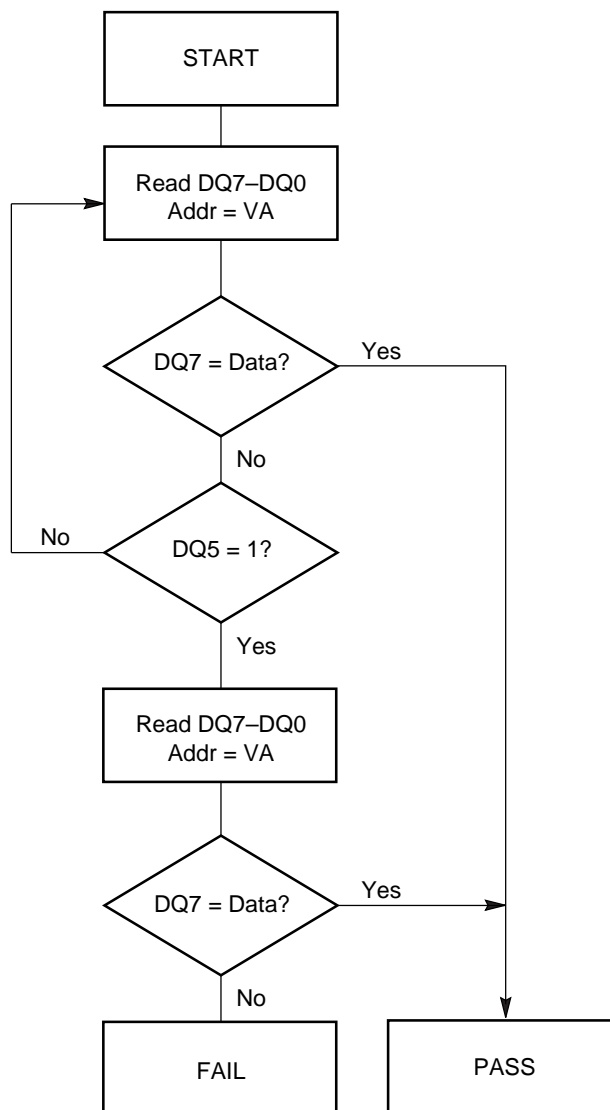 START
Read DQ7–DQ0
Addr = VA
DQ7 = Data?
Yes
No
No
DQ5 = 1?
Yes
Read DQ7–DQ0
Addr = VA
DQ7 = Data?
Yes
No
FAIL
PASS